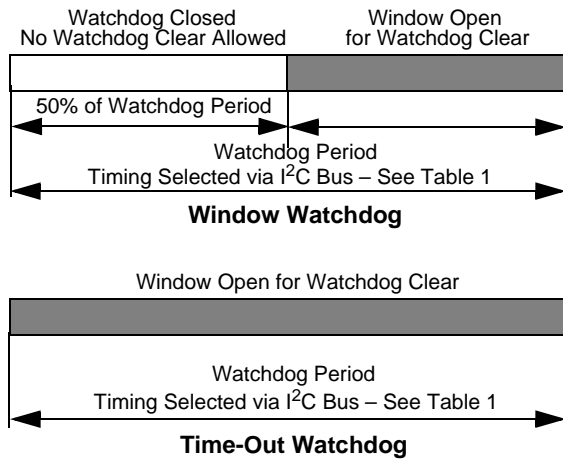 Watchdog Closed
No Watchdog Clear Allowed
Window Open
for Watchdog Clear
50% of Watchdog Period
Watchdog Period
Timing Selected via I²C Bus – See Table 1
Window Watchdog
Window Open for Watchdog Clear
Watchdog Period
Timing Selected via I²C Bus – See Table 1
Time-Out Watchdog